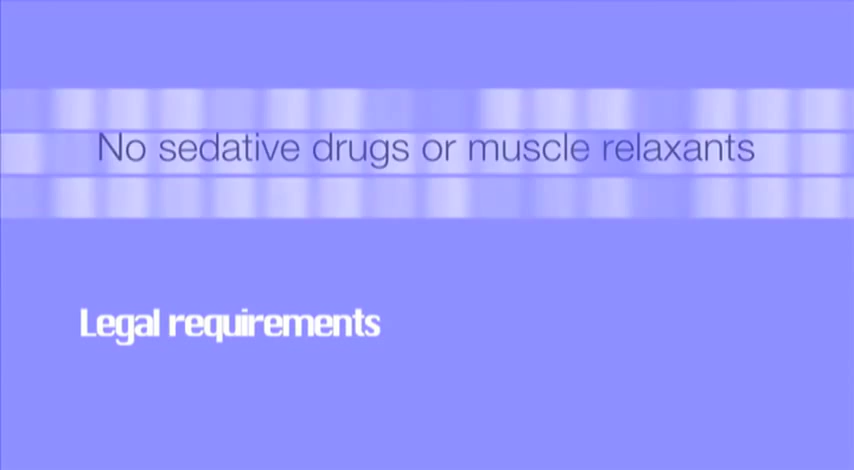 No sedative drugs or muscle relaxants
Legal requirements